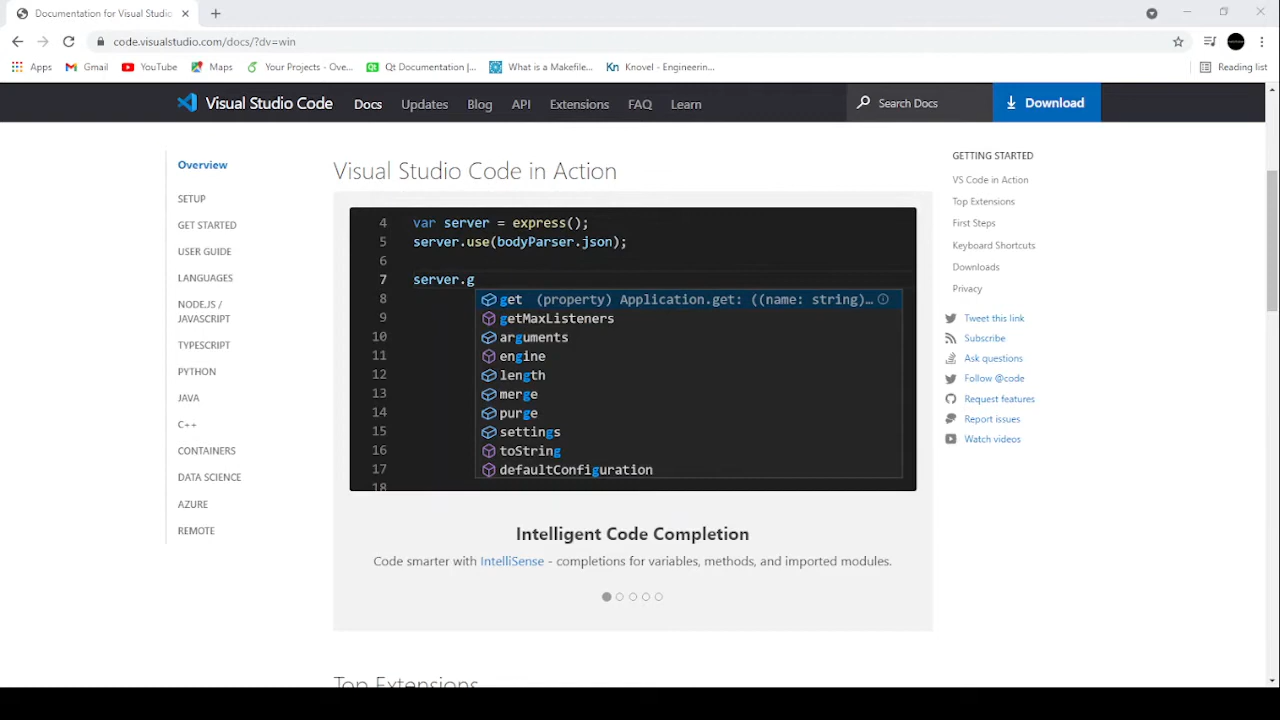 Documentation for Visual Studio
code.visualstudio.com/docs/?dv=win
Apps
Gmail
YouTube
Maps
Your Projects - Ove...
Qt Documentation |...
What is a Makefile...
Knovel - Engineerin...
Reading list
Visual Studio Code
Docs
Updates
Blog
API
Extensions
FAQ
Learn
Search Docs
Download
Overview
SETUP
GET STARTED
USER GUIDE
LANGUAGES
NODE.JS /
JAVASCRIPT
TYPESCRIPT
PYTHON
JAVA
C++
CONTAINERS
DATA SCIENCE
AZURE
REMOTE
Visual Studio Code in Action
4 var server = express();
5 server.use(bodyParser.json);
6
7 server.g
8 get (property) Application.get: ((name: string)...
9 getMaxListeners
10 arguments
11 engine
12 length
13 merge
14 purge
15 settings
16 toString
17 defaultConfiguration
18
Intelligent Code Completion
Code smarter with IntelliSense - completions for variables, methods, and imported modules.
Top Extensions
GETTING STARTED
VS Code in Action
Top Extensions
First Steps
Keyboard Shortcuts
Downloads
Privacy
Tweet this link
Subscribe
Ask questions
Follow @code
Request features
Report issues
Watch videos